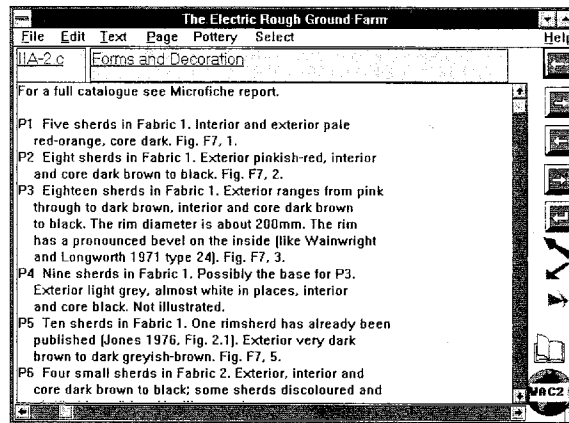 The Electric Rough Ground Farm
File Edit Text Page Pottery Select Help
IIA-2.c Forms and Decoration
For a full catalogue see Microfiche report.
P1 Five sherds in Fabric 1. Interior and exterior pale
red-orange, core dark. Fig. F7, 1.
P2 Eight sherds in Fabric 1. Exterior pinkish-red, interior
and core dark brown to black. Fig. F7, 2.
P3 Eighteen sherds in Fabric 1. Exterior ranges from pink
through to dark brown, interior and core dark brown
to black. The rim diameter is about 200mm. The rim
has a pronounced bevel on the inside (like Wainwright
and Longworth 1971 type 24). Fig. F7, 3.
P4 Nine sherds in Fabric 1. Possibly the base for P3.
Exterior light grey, almost white in places, interior
and core black. Not illustrated.
P5 Ten sherds in Fabric 1. One rimsherd has already been
published (Jones 1976, Fig. 2.1). Exterior very dark
brown to dark greyish-brown. Fig. F7, 5.
P6 Four small sherds in Fabric 2. Exterior, interior and
core dark brown to black; some sherds discoloured and
WAC2